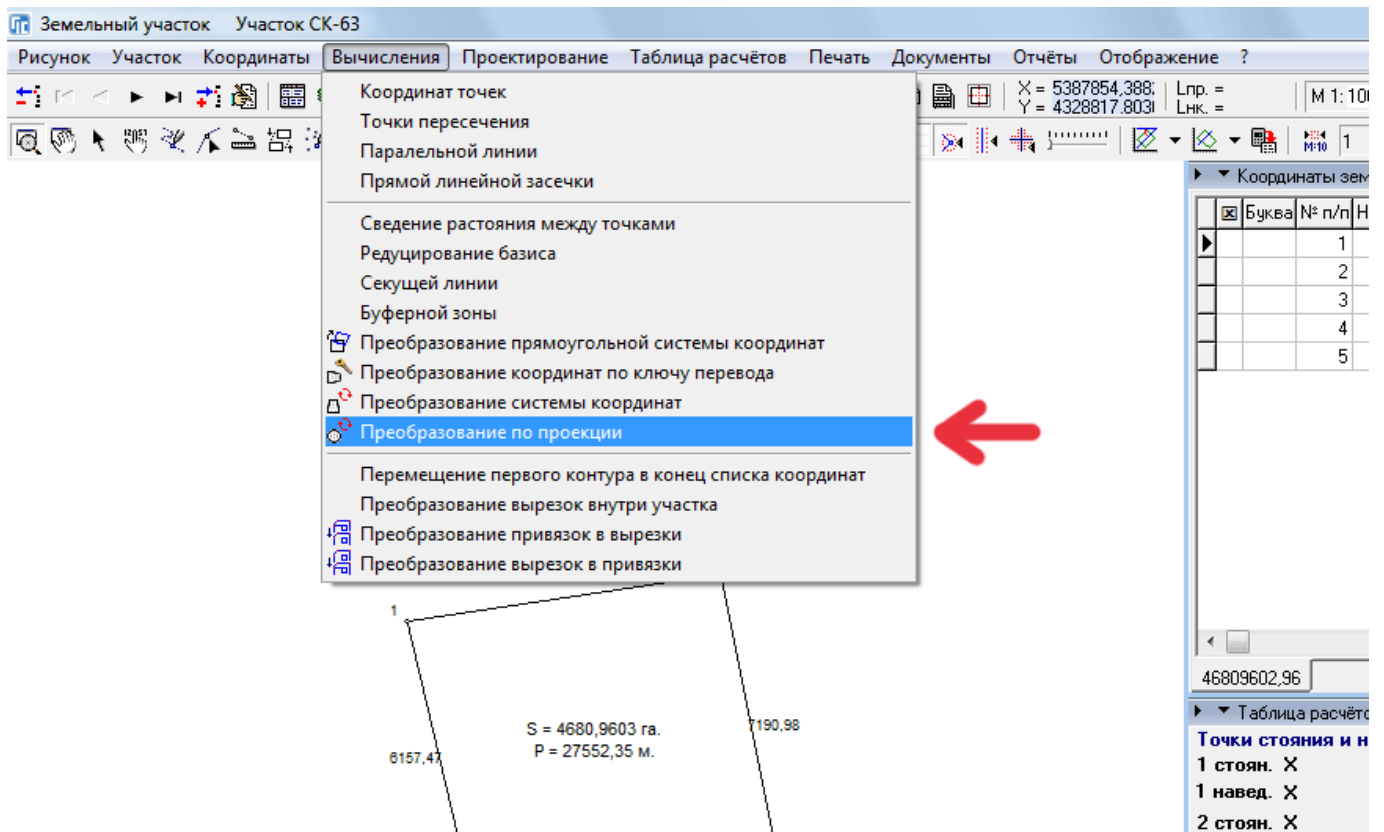 Земельный участок Участок СК-63
Рисунок Участок Координаты Вычисления Проектирование Таблица расчётов Печать Документы Отчёты Отображение ?
X = 5387854,388; Lпр. =
Y = 4328817.803( Lнк. =
М 1: 100
М:10 1
Координат точек
Точки пересечения
Паралельной линии
Прямой линейной засечки
Сведение растояния между точками
Редуцирование базиса
Секущей линии
Буферной зоны
Преобразование прямоугольной системы координат
Преобразование координат по ключу перевода
Преобразование системы координат
Преобразование по проекции
Перемещение первого контура в конец списка координат
Преобразование вырезок внутри участка
Преобразование привязок в вырезки
Преобразование вырезок в привязки
Координаты зем
Буква № п/п Н
1
2
3
4
5
46809602,96
1
S = 4680,9603 га.
P = 27552,35 м.
7190,98
6157,47
Таблица расчёто
Точки стояния и н
1 стоян. X
1 навед. X
2 стоян. X